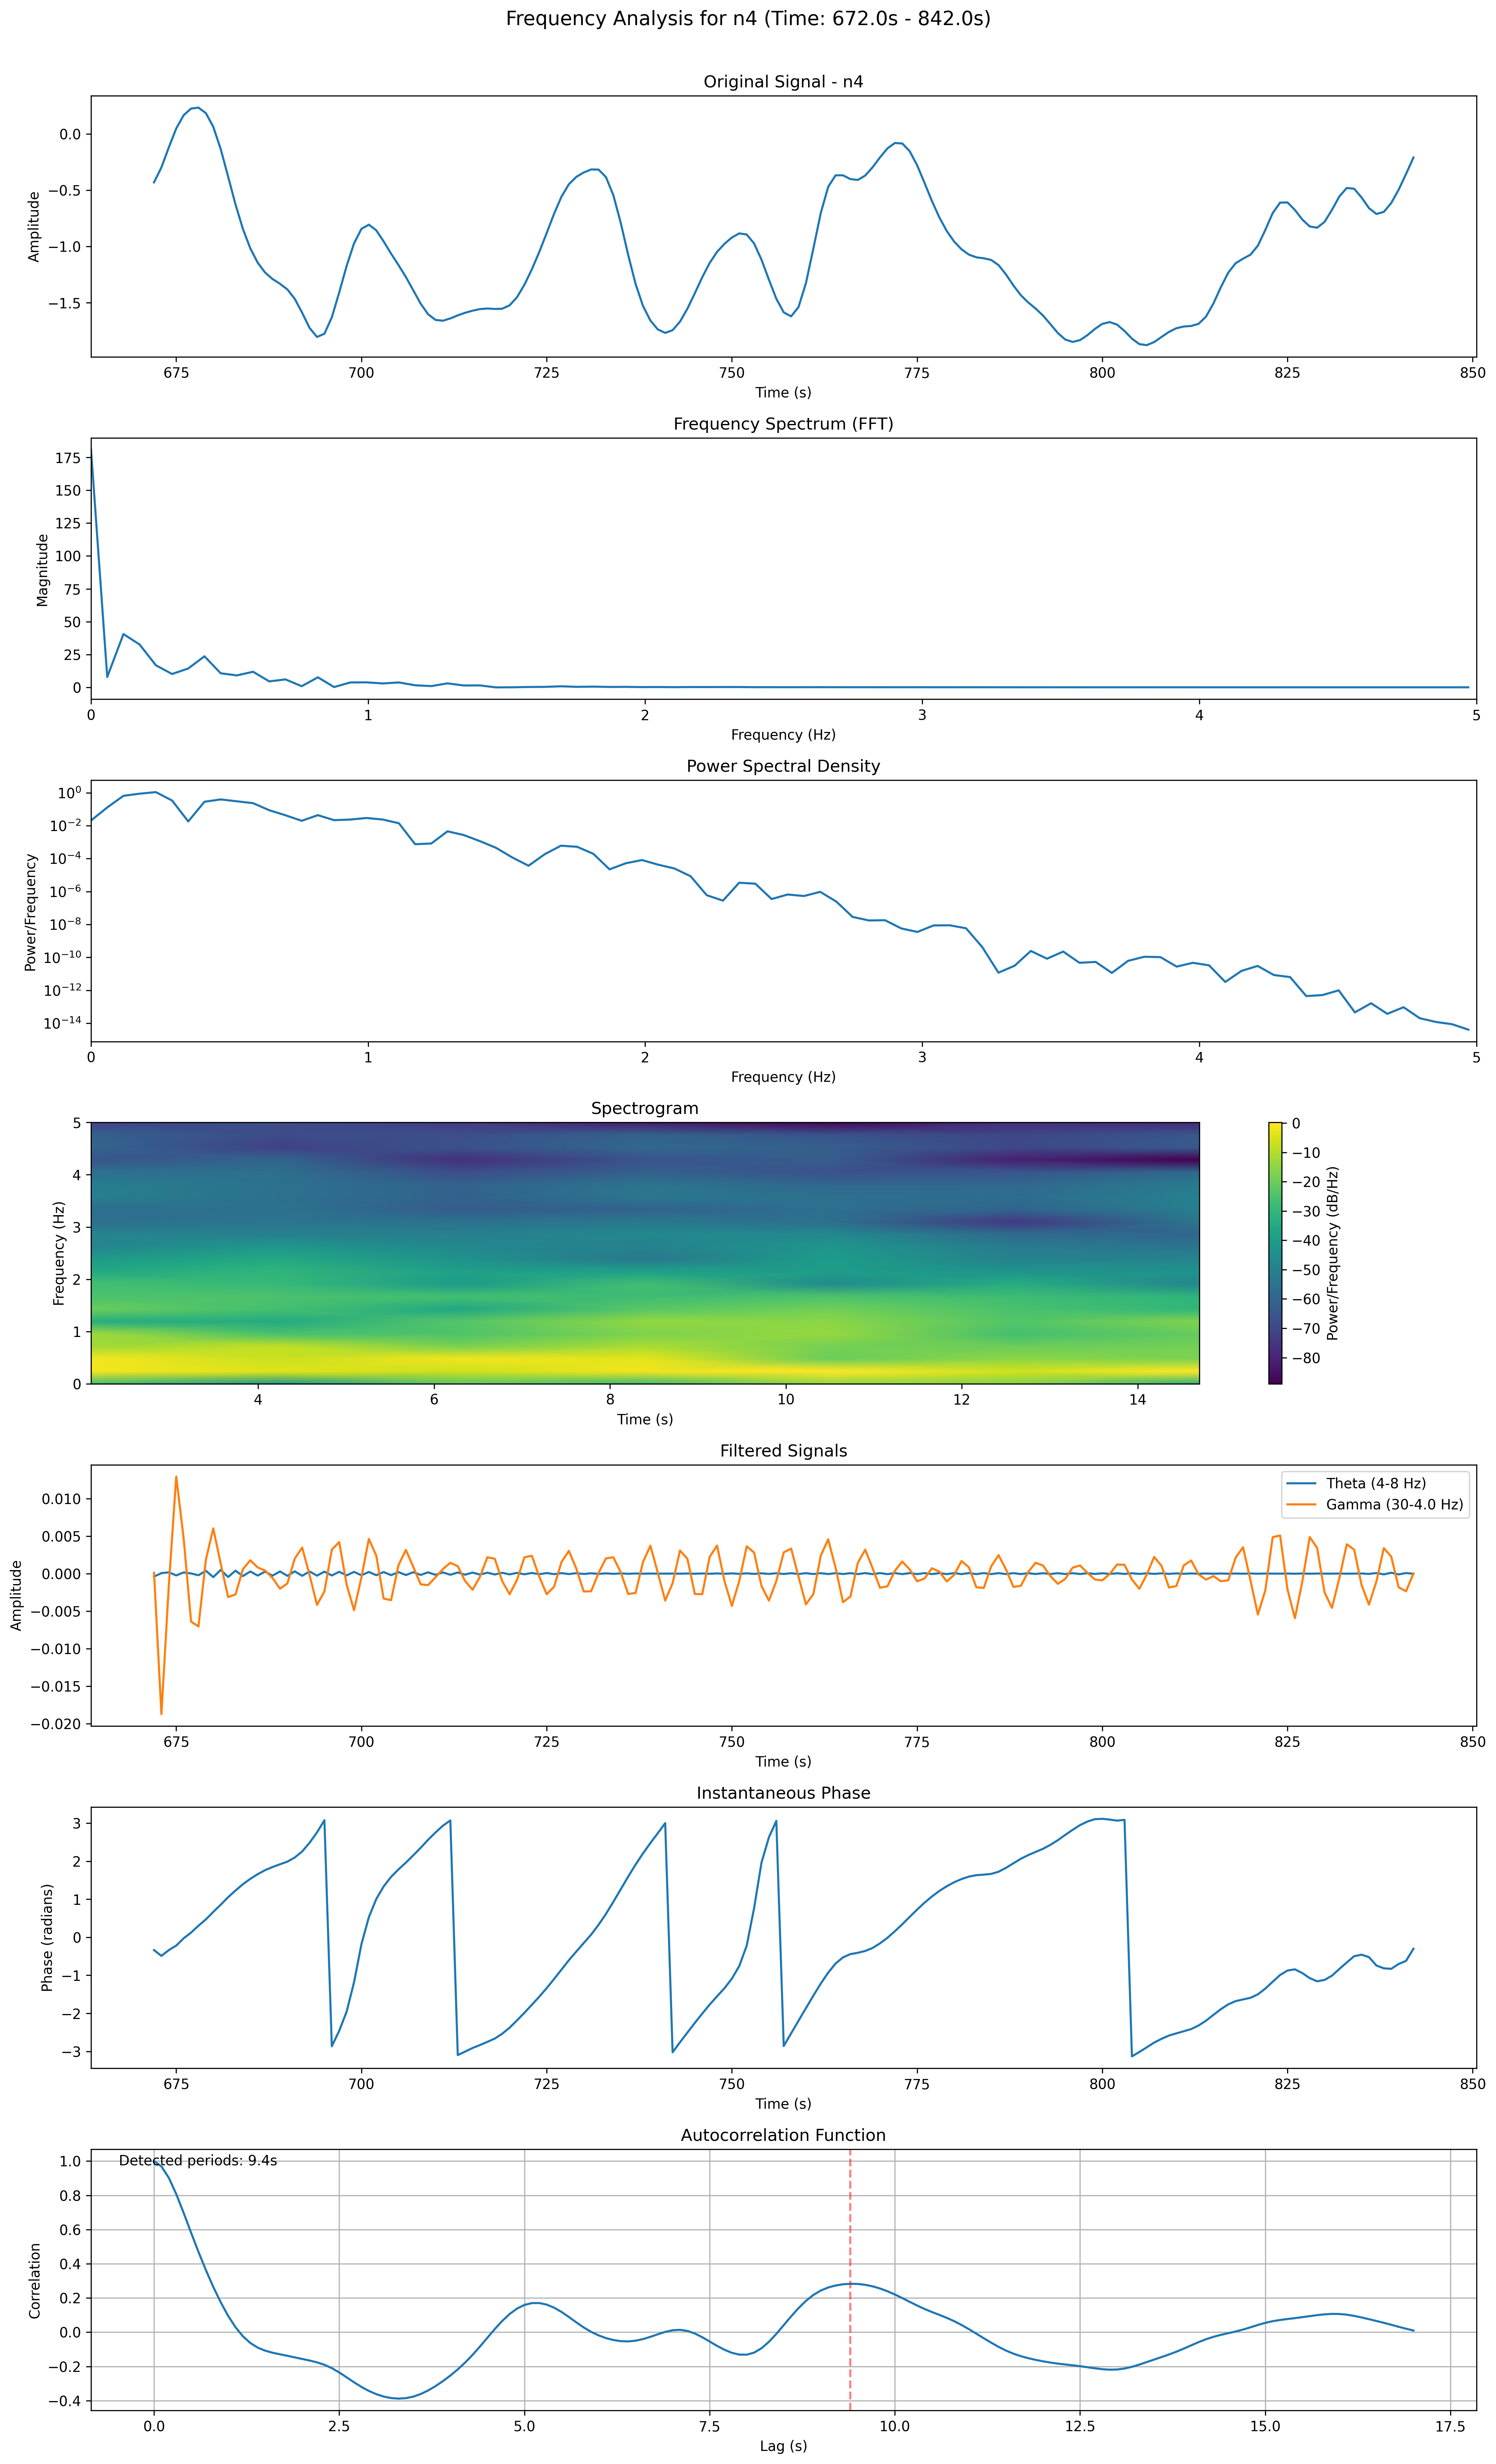 Frequency Analysis for n4 (Time: 672.0s - 842.0s)
Original Signal - n4
Amplitude
0.0
−0.5
−1.0
−1.5
675 700 725 750 775 800 825 850
Time (s)
Frequency Spectrum (FFT)
Magnitude
175
150
125
100
75
50
25
0
0 1 2 3 4 5
Frequency (Hz)
Power Spectral Density
Power/Frequency
10⁰
10⁻²
10⁻⁴
10⁻⁶
10⁻⁸
10⁻¹⁰
10⁻¹²
10⁻¹⁴
0 1 2 3 4 5
Frequency (Hz)
Spectrogram
Frequency (Hz)
5
4
3
2
1
0
4 6 8 10 12 14
Time (s)
0
−10
−20
−30
−40
−50
−60
−70
−80
Power/Frequency (dB/Hz)
Filtered Signals
Theta (4-8 Hz)
Gamma (30-4.0 Hz)
Amplitude
0.010
0.005
0.000
−0.005
−0.010
−0.015
−0.020
675 700 725 750 775 800 825 850
Time (s)
Instantaneous Phase
Phase (radians)
3
2
1
0
−1
−2
−3
675 700 725 750 775 800 825 850
Time (s)
Autocorrelation Function
Detected periods: 9.4s
Correlation
1.0
0.8
0.6
0.4
0.2
0.0
−0.2
−0.4
0.0 2.5 5.0 7.5 10.0 12.5 15.0 17.5
Lag (s)